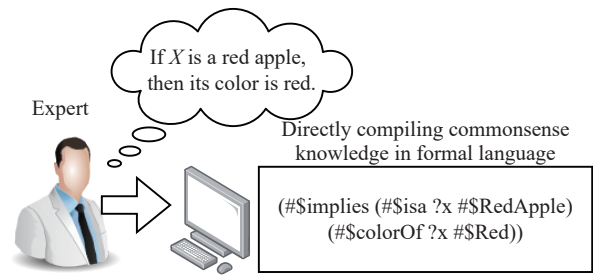 If X is a red apple,
then its color is red.
Expert
Directly compiling commonsense
knowledge in formal language
(#$implies (#$isa ?x #$RedApple)
(#$colorOf ?x #$Red))